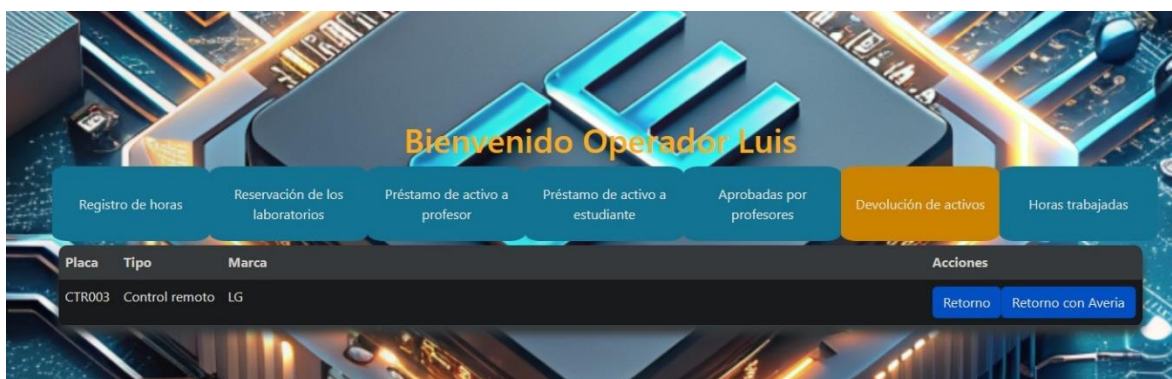 Bienvenido Operador Luis
Registro de horas
Reservación de los
laboratorios
Préstamo de activo a
profesor
Préstamo de activo a
estudiante
Aprobadas por
profesores
Devolución de activos
Horas trabajadas
Placa Tipo Marca Acciones
CTR003 Control remoto LG Retorno Retorno con Averia